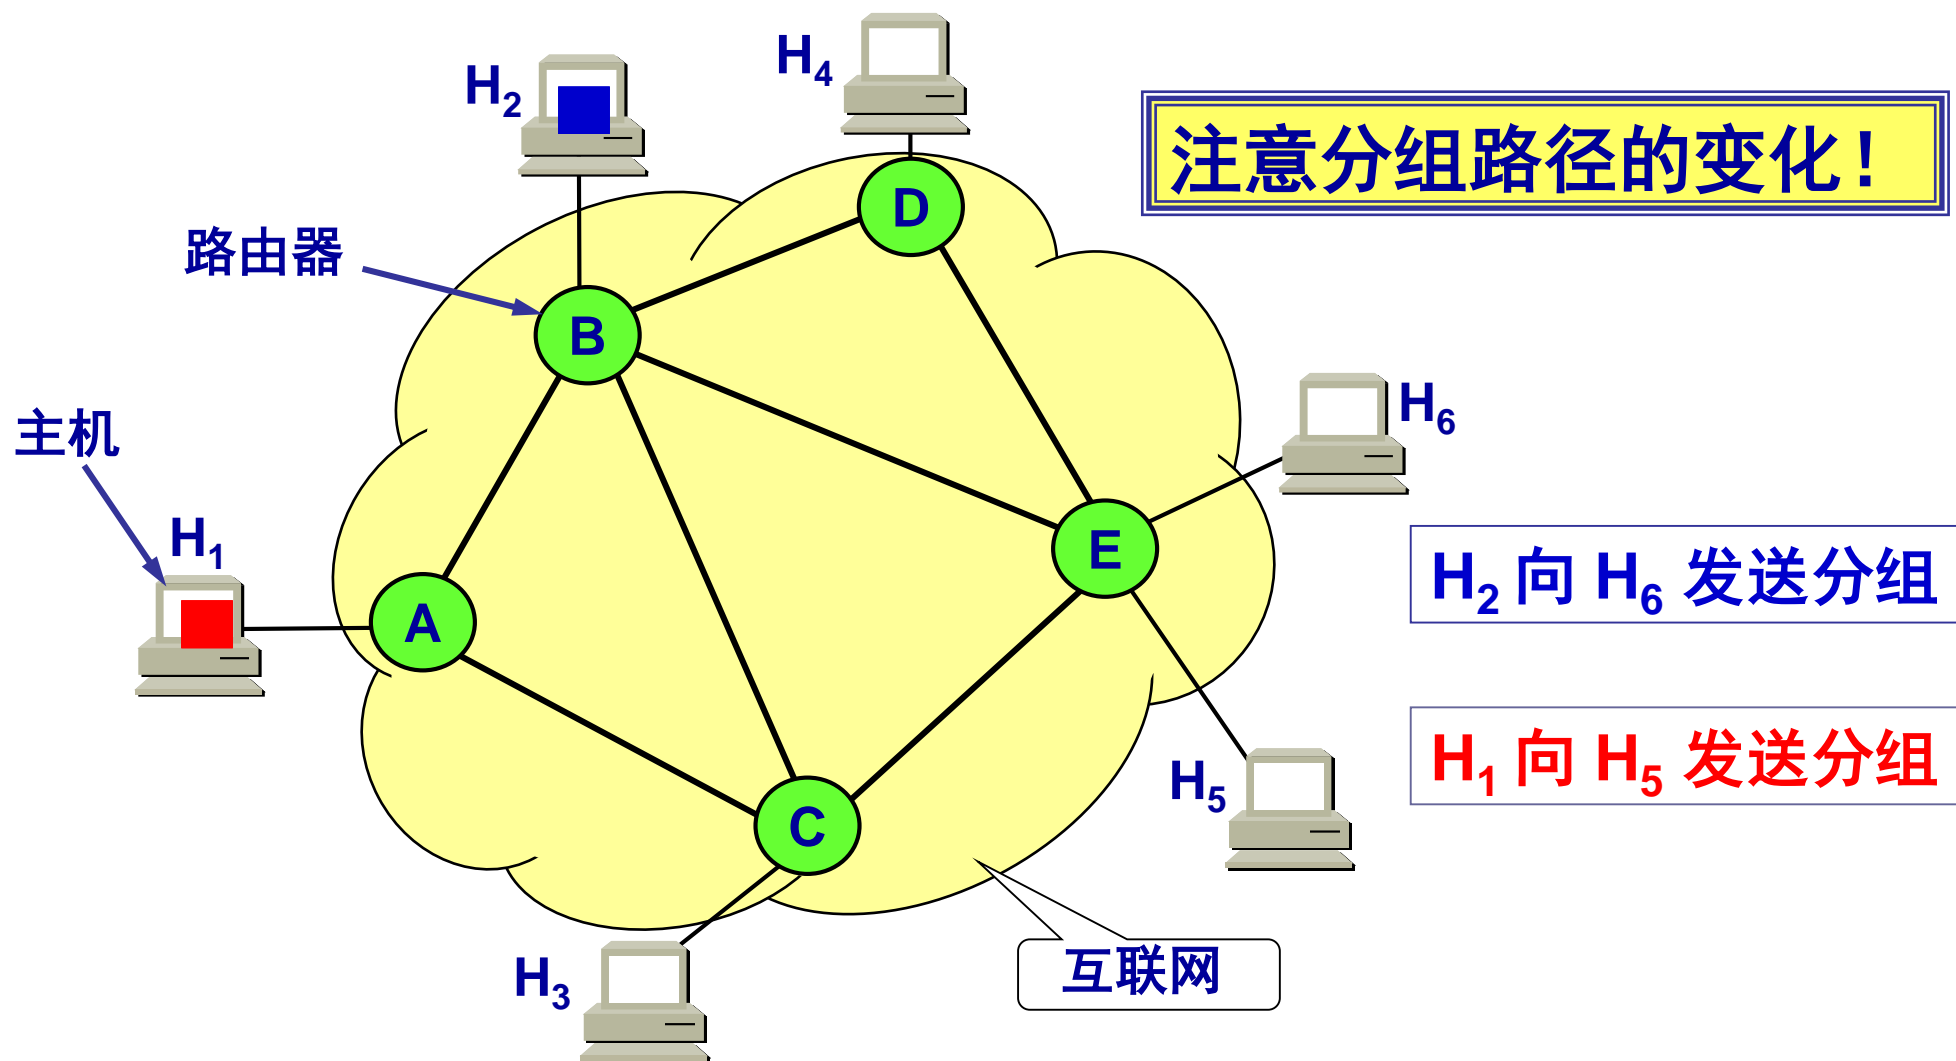 H₄
H₂
注意分组路径的变化！
D
路由器
B
H₆
主机
H₁
E
H₂ 向 H₆ 发送分组
A
H₁ 向 H₅ 发送分组
H₅
C
互联网
H₃